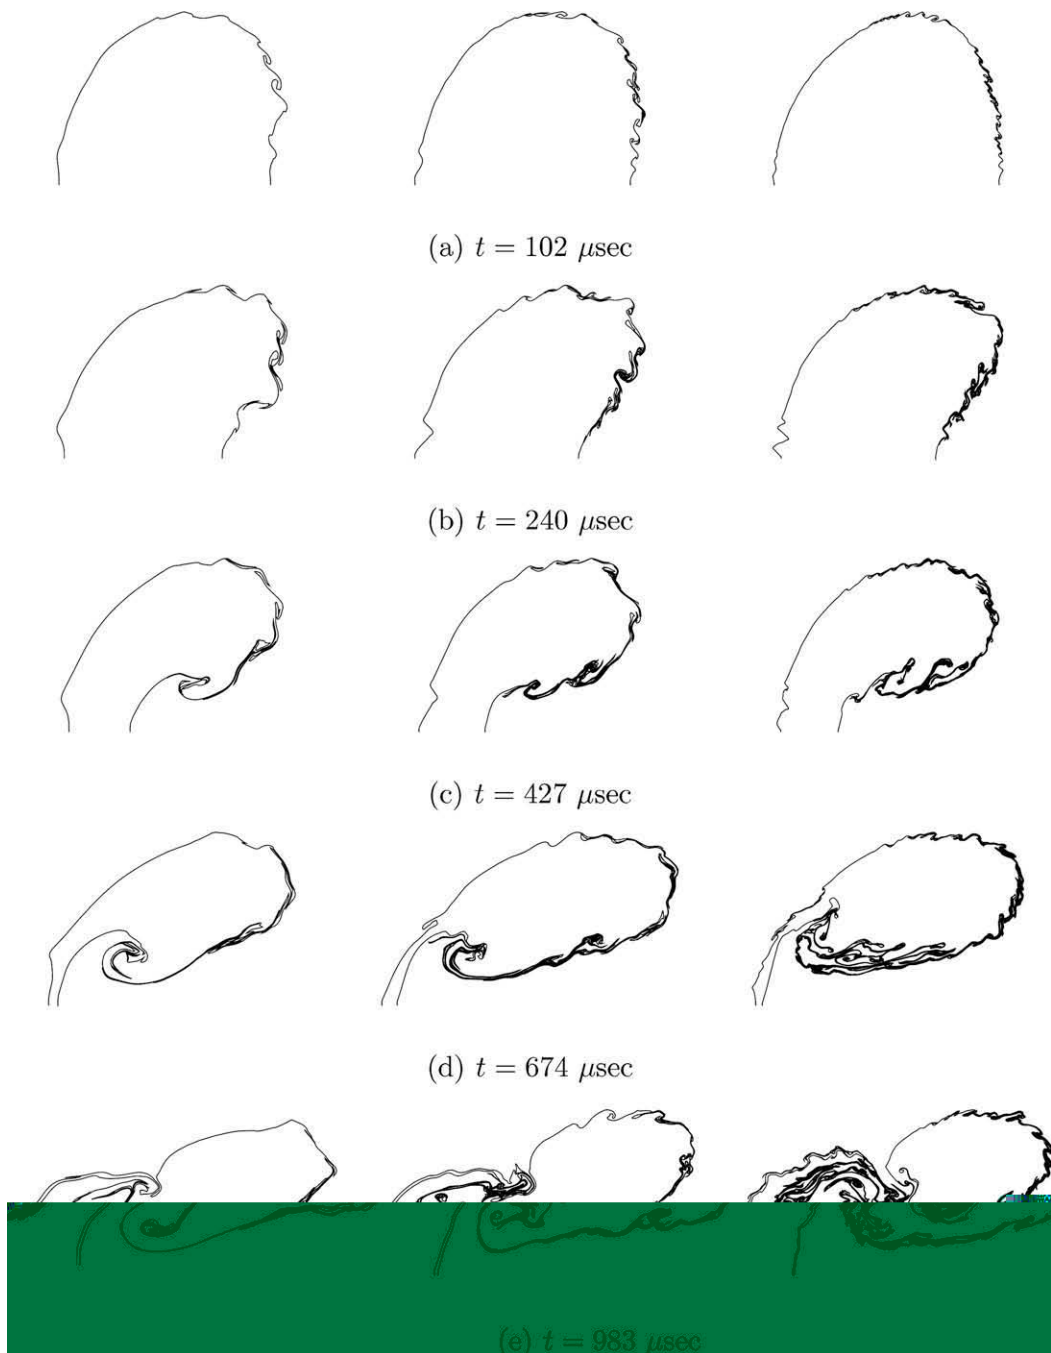 (a) t = 102 μsec
(b) t = 240 μsec
(c) t = 427 μsec
(d) t = 674 μsec
(e) t = 983 μsec